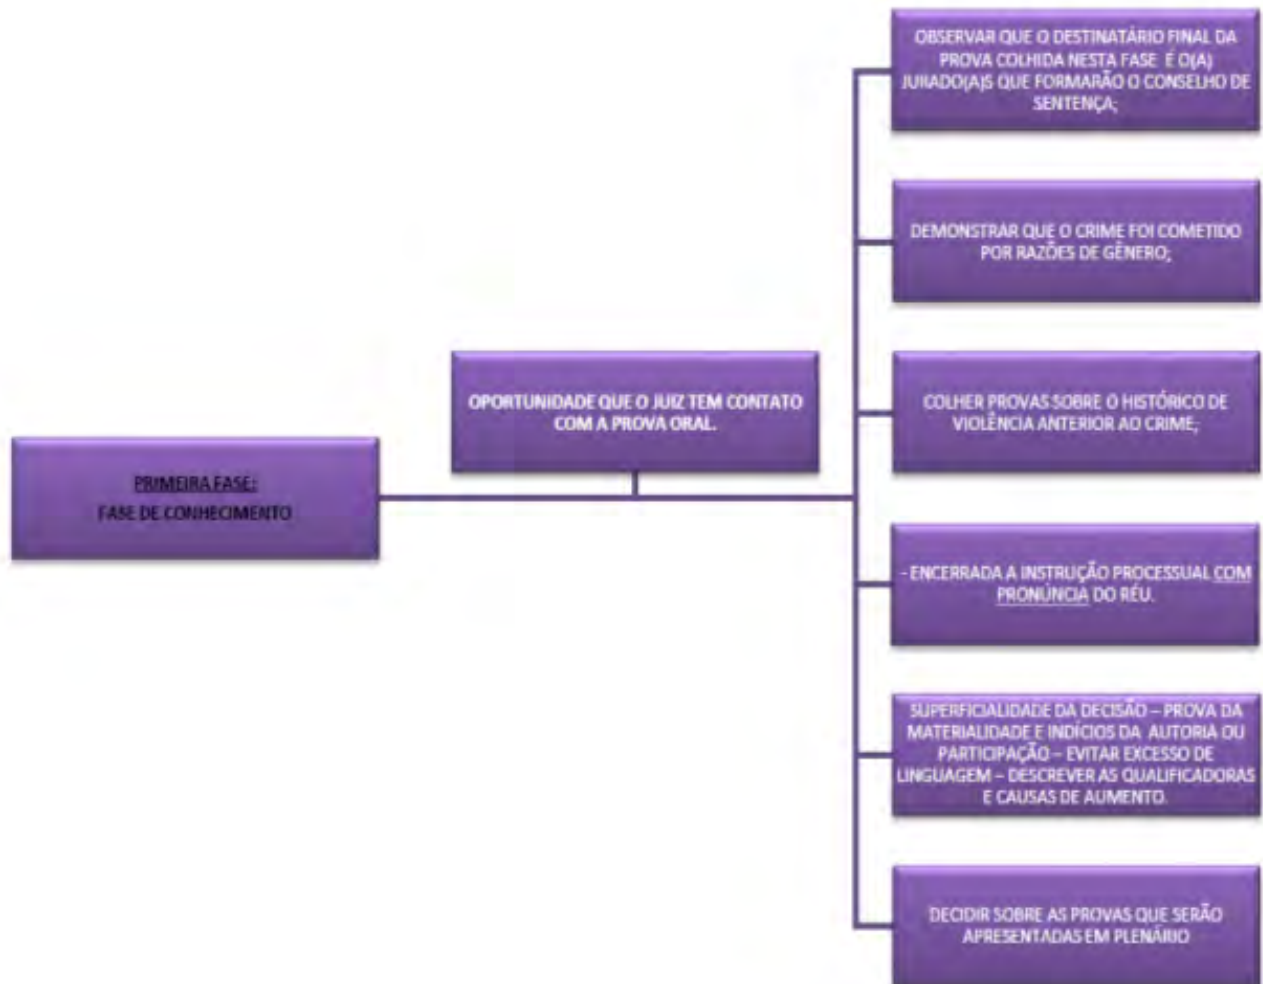 PRIMEIRA FASE:
FASE DE CONHECIMENTO
OPORTUNIDADE QUE O JUIZ TEM CONTATO
COM A PROVA ORAL.
OBSERVAR QUE O DESTINATÁRIO FINAL DA
PROVA COLHIDA NESTA FASE É O(A)
JURADO(A)S QUE FORMARÃO O CONSELHO DE
SENTENÇA;
DEMONSTRAR QUE O CRIME FOI COMETIDO
POR RAZÕES DE GÊNERO;
COLHER PROVAS SOBRE O HISTÓRICO DE
VIOLÊNCIA ANTERIOR AO CRIME;
- ENCERRADA A INSTRUÇÃO PROCESSUAL COM
PRONÚNCIA DO RÉU.
SUPERFICIALIDADE DA DECISÃO – PROVA DA
MATERIALIDADE E INDÍCIOS DA AUTORIA OU
PARTICIPAÇÃO – EVITAR EXCESSO DE
LINGUAGEM – DESCREVER AS QUALIFICADORAS
E CAUSAS DE AUMENTO.
DECIDIR SOBRE AS PROVAS QUE SERÃO
APRESENTADAS EM PLENÁRIO